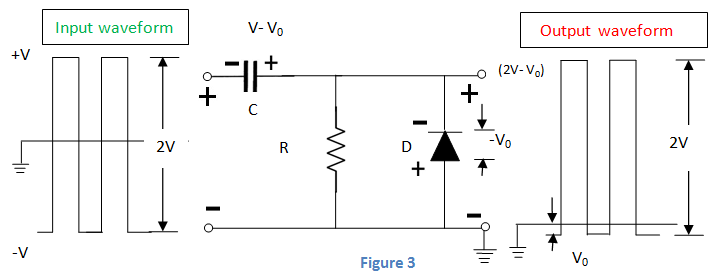 Input waveform
V- V₀
Output waveform
+V
(2V- V₀)
- +
+
+
C
-
2V
R
D
-V₀
2V
+
-V
-
-
V₀
Figure 3